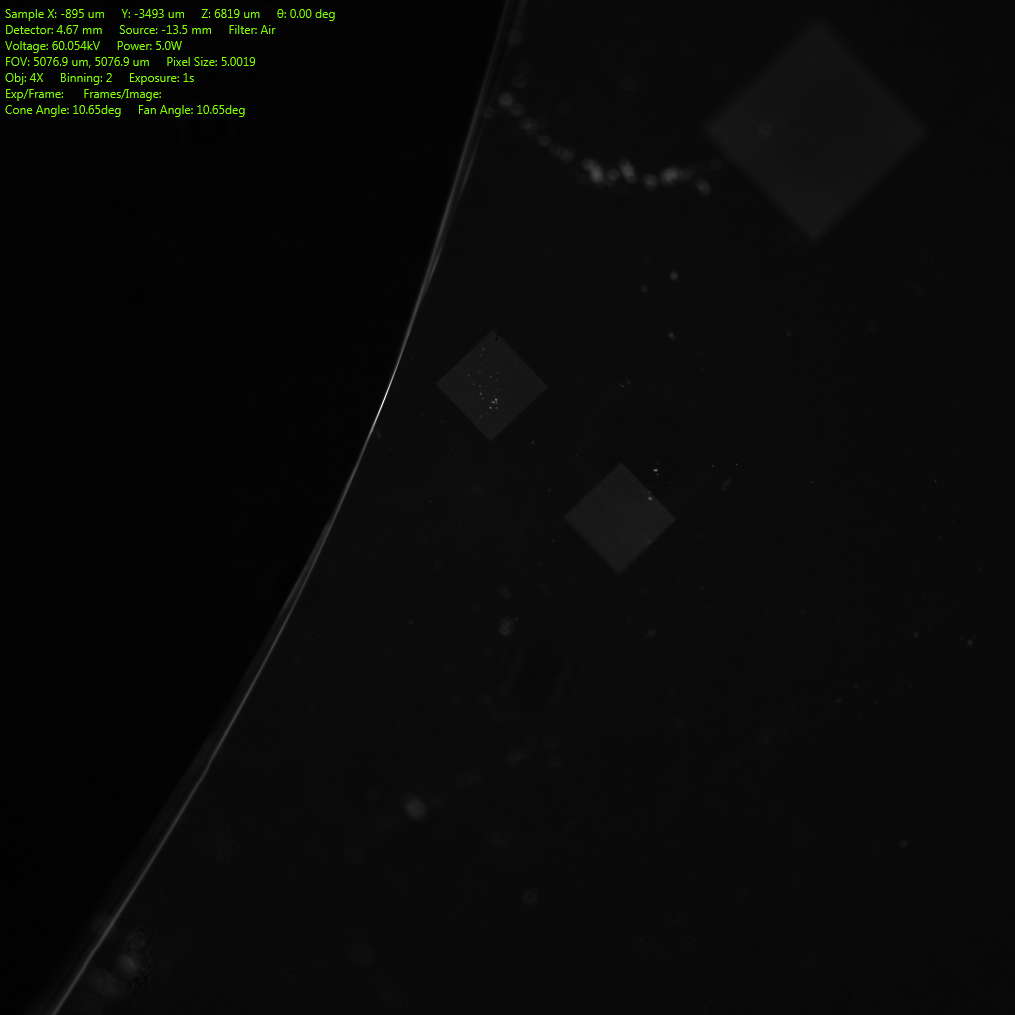 Sample X: -895 um Y: -3493 um Z: 6819 um θ: 0.00 deg
Detector: 4.67 mm Source: -13.5 mm Filter: Air
Voltage: 60.054kV Power: 5.0W
FOV: 5076.9 um, 5076.9 um Pixel Size: 5.0019
Obj: 4X Binning: 2 Exposure: 1s
Exp/Frame: Frames/Image:
Cone Angle: 10.65deg Fan Angle: 10.65deg